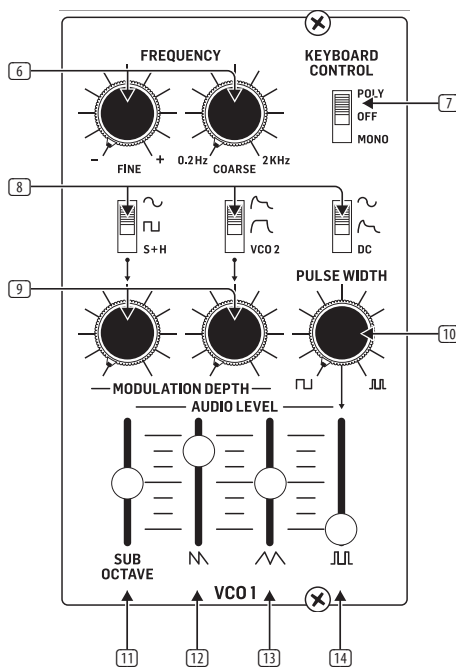 FREQUENCY
KEYBOARD
CONTROL
6
POLY
7
OFF
MONO
- FINE +
0.2Hz COARSE 2KHz
8
S+H
VCO 2
DC
9
PULSE WIDTH
10
MODULATION DEPTH
AUDIO LEVEL
SUB
OCTAVE
VCO 1
11 12 13 14